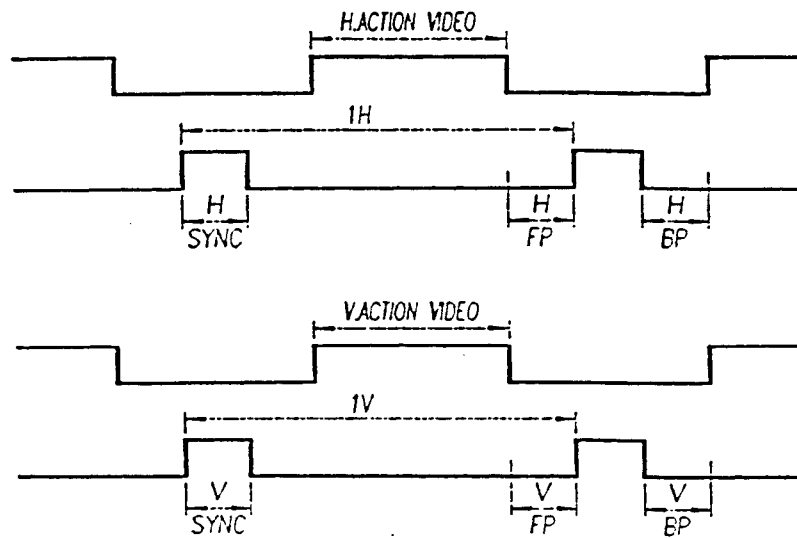 H.ACTION VIDEO
1H
H H H
SYNC FP BP
V.ACTION VIDEO
1V
V V V
SYNC FP BP